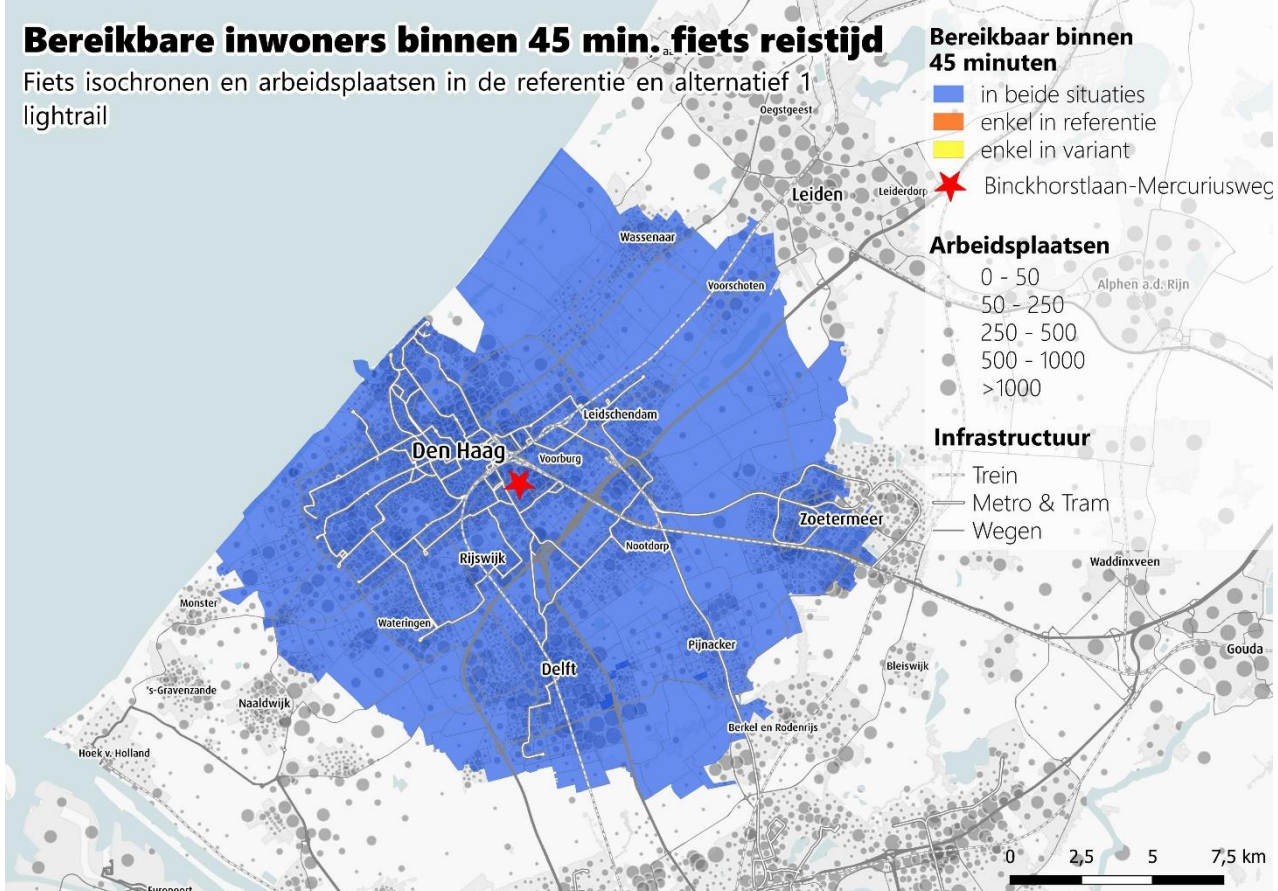 Bereikbare inwoners binnen 45 min. fiets reistijd
Fiets isochronen en arbeidsplaatsen in de referentie en alternatief 1
lightrail
Bereikbaar binnen
45 minuten
in beide situaties
enkel in referentie
enkel in variant
Binckhorstlaan-Mercuriusweg
Arbeidsplaatsen
0 - 50
50 - 250
250 - 500
500 - 1000
>1000
Infrastructuur
Trein
Metro & Tram
Wegen
Oegstgeest
Leiden
Leiderdorp
Wassenaar
Voorschoten
Alphen a.d. Rijn
Leidschendam
Den Haag
Voorburg
Zoetermeer
Nootdorp
Rijswijk
Waddinxveen
Monster
Wateringen
Pijnacker
Gouda
Delft
Bleiswijk
's-Gravenzande
Naaldwijk
Berkel en Rodenrijs
Hoek v. Holland
Europoort
0 2,5 5 7,5 km